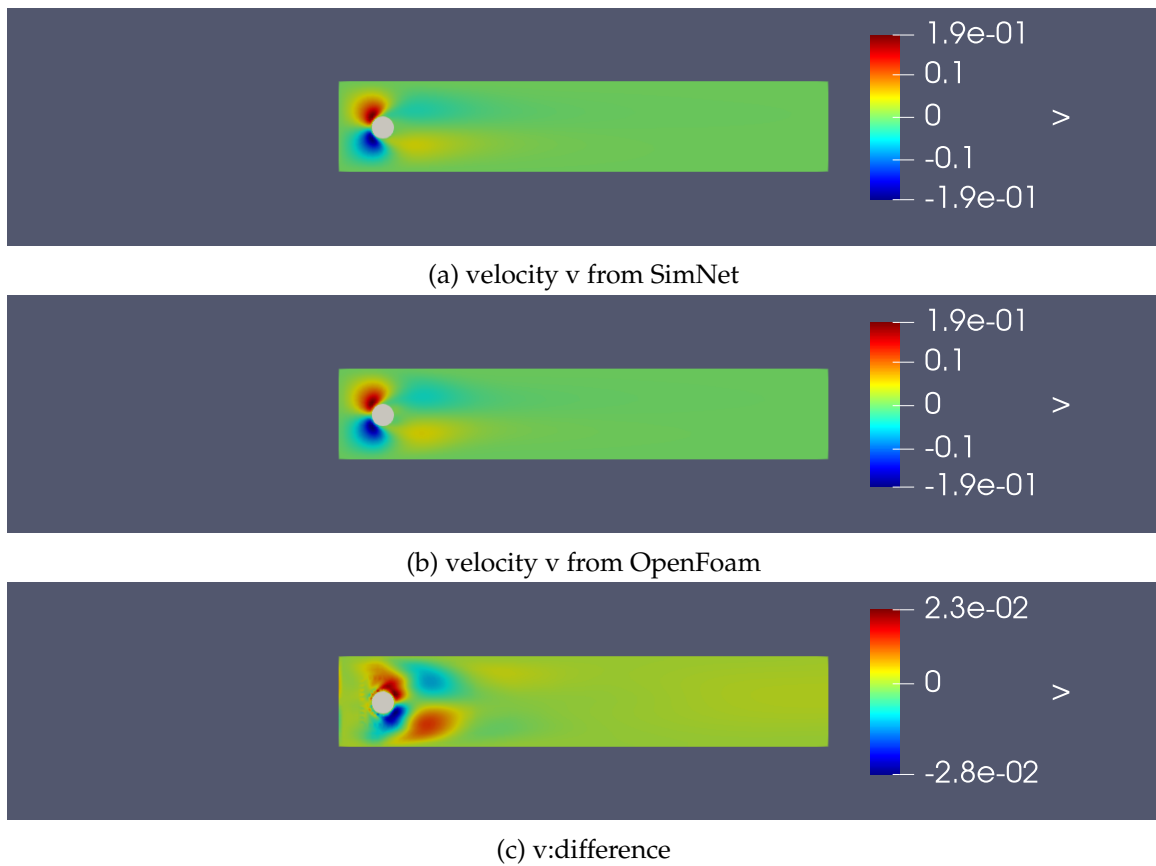 1.9e-01
0.1
0
-0.1
-1.9e-01
>
(a) velocity v from SimNet
1.9e-01
0.1
0
-0.1
-1.9e-01
>
(b) velocity v from OpenFoam
2.3e-02
0
-2.8e-02
>
(c) v:difference